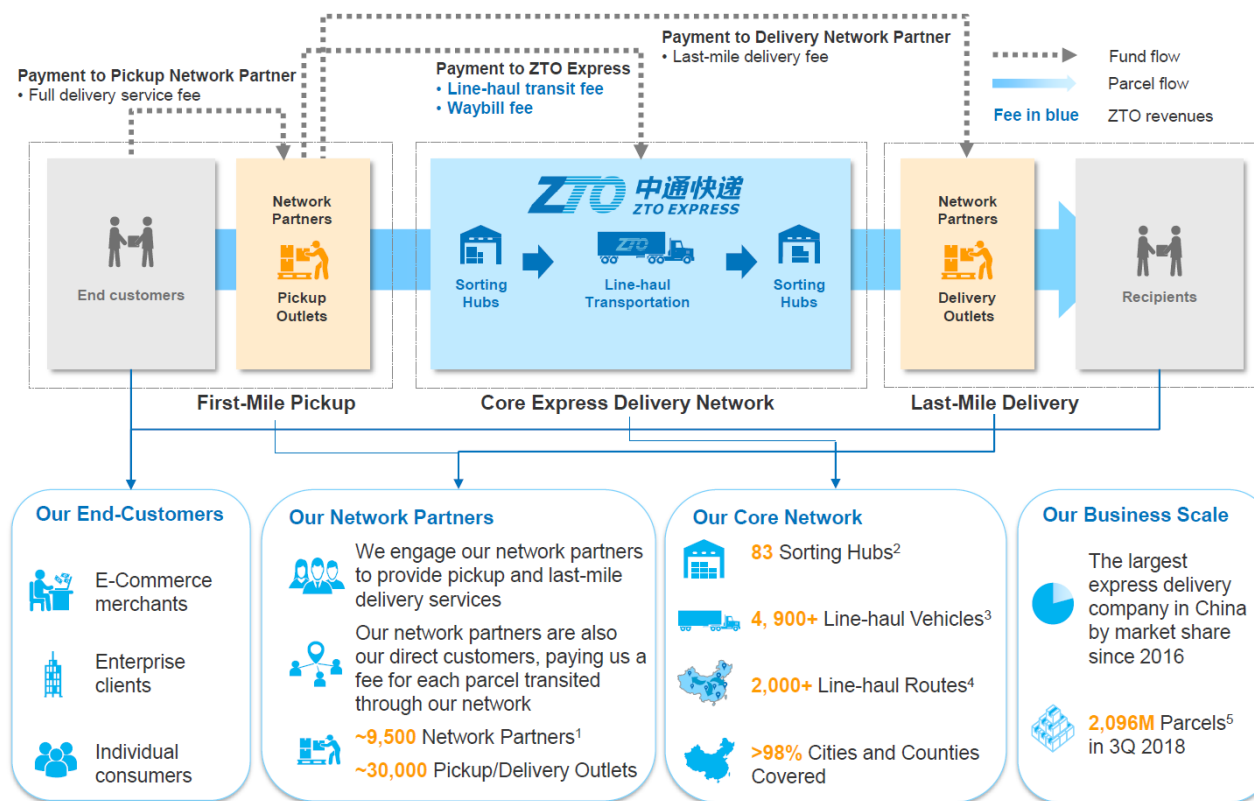 Payment to Delivery Network Partner
• Last-mile delivery fee
Fund flow
Payment to Pickup Network Partner
• Full delivery service fee
Payment to ZTO Express
• Line-haul transit fee
• Waybill fee
Parcel flow
Fee in blue
ZTO revenues
End customers
Network
Partners
Pickup
Outlets
ZTO 中通快递
ZTO EXPRESS
Sorting
Hubs
ZTO
Line-haul
Transportation
Sorting
Hubs
Network
Partners
Delivery
Outlets
Recipients
First-Mile Pickup
Core Express Delivery Network
Last-Mile Delivery
Our End-Customers
E-Commerce
merchants
Enterprise
clients
Individual
consumers
Our Network Partners
We engage our network partners
to provide pickup and last-mile
delivery services
Our network partners are also
our direct customers, paying us a
fee for each parcel transited
through our network
~9,500 Network Partners¹
~30,000 Pickup/Delivery Outlets
Our Core Network
83 Sorting Hubs²
4, 900+ Line-haul Vehicles³
2,000+ Line-haul Routes⁴
>98% Cities and Counties
Covered
Our Business Scale
The largest
express delivery
company in China
by market share
since 2016
2,096M Parcels⁵
in 3Q 2018